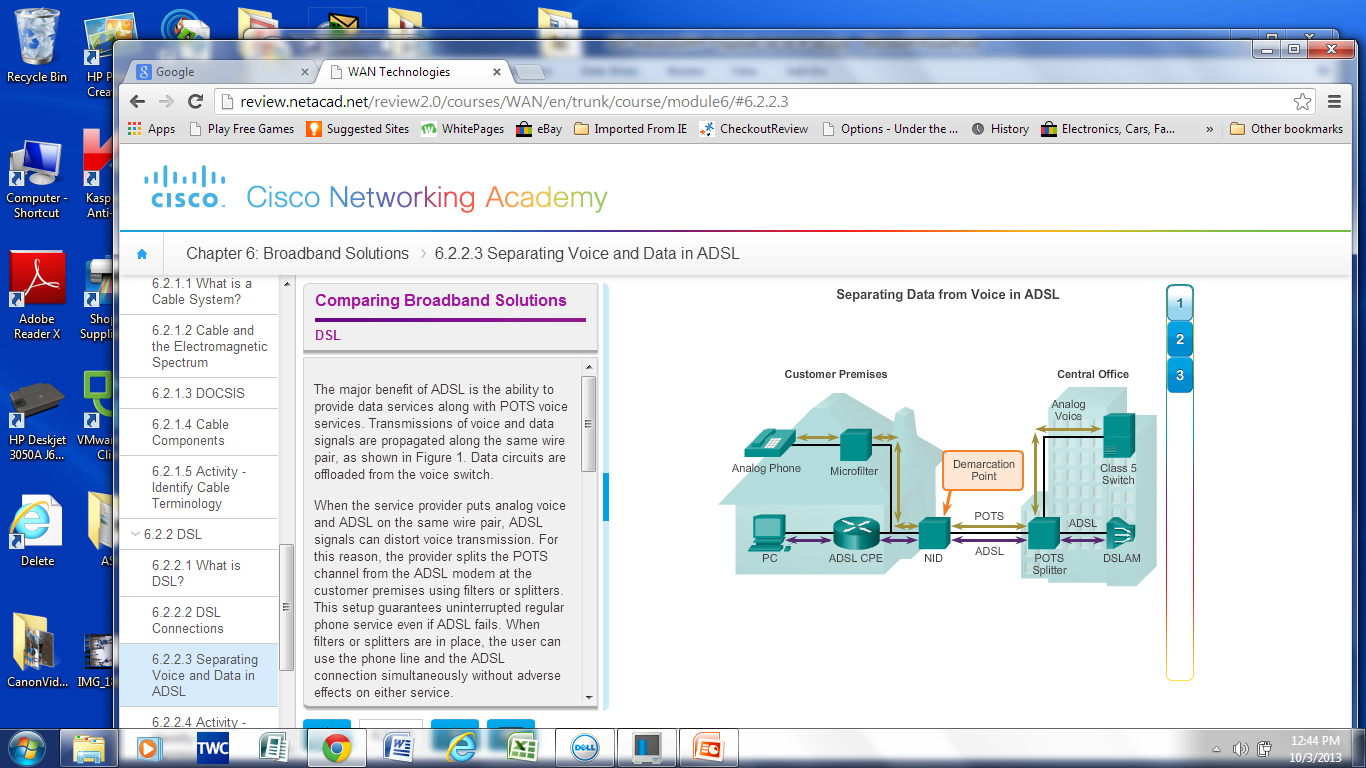 Recycle Bin
HP P
Creat
Computer -
Shortcut
Kasp
Anti-
Adobe
Reader X
Shop
Supplie
HP Deskjet
3050A J6...
VMwa
Cli
Delete
AS
CanonVid...
IMG_18
Google
WAN Technologies
review.netacad.net/review2.0/courses/WAN/en/trunk/course/module6/#6.2.2.3
Apps
Play Free Games
Suggested Sites
WhitePages
eBay
Imported From IE
CheckoutReview
Options - Under the ...
History
Electronics, Cars, Fa...
»
Other bookmarks
CISCO
Cisco Networking Academy
Chapter 6: Broadband Solutions
6.2.2.3 Separating Voice and Data in ADSL
6.2.1.1 What is a
Cable System?
6.2.1.2 Cable and
the Electromagnetic
Spectrum
6.2.1.3 DOCSIS
6.2.1.4 Cable
Components
6.2.1.5 Activity -
Identify Cable
Terminology
6.2.2 DSL
6.2.2.1 What is
DSL?
6.2.2.2 DSL
Connections
6.2.2.3 Separating
Voice and Data in
ADSL
6.2.2.4 Activity -
Comparing Broadband Solutions
DSL
The major benefit of ADSL is the ability to
provide data services along with POTS voice
services. Transmissions of voice and data
signals are propagated along the same wire
pair, as shown in Figure 1. Data circuits are
offloaded from the voice switch.
When the service provider puts analog voice
and ADSL on the same wire pair, ADSL
signals can distort voice transmission. For
this reason, the provider splits the POTS
channel from the ADSL modem at the
customer premises using filters or splitters.
This setup guarantees uninterrupted regular
phone service even if ADSL fails. When
filters or splitters are in place, the user can
use the phone line and the ADSL
connection simultaneously without adverse
effects on either service.
Separating Data from Voice in ADSL
1
2
3
Customer Premises
Central Office
Analog
Voice
Analog Phone
Microfilter
Demarcation
Point
Class 5
Switch
POTS
ADSL
ADSL
PC
ADSL CPE
NID
POTS
Splitter
DSLAM
TWC
DELL
12:44 PM
10/3/2013